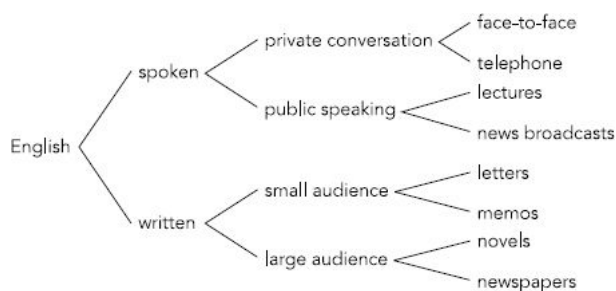 face-to-face
private conversation
telephone
spoken
lectures
public speaking
news broadcasts
English
letters
small audience
memos
written
novels
large audience
newspapers